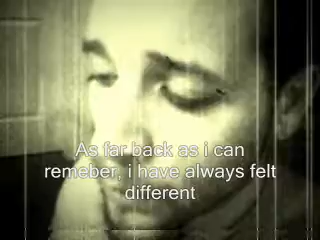 As far back as i can
remeber, i have always felt
different